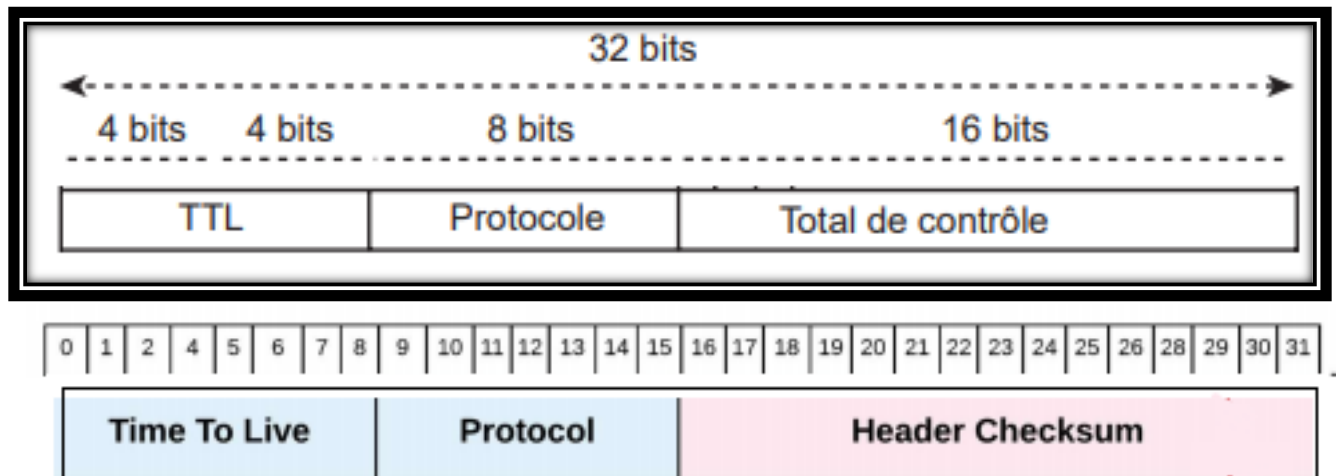 32 bits
4 bits 4 bits 8 bits 16 bits
TTL Protocole Total de contrôle
0 1 2 4 5 6 7 8 9 10 11 12 13 14 15 16 17 18 19 20 21 22 23 24 25 26 28 29 30 31
Time To Live Protocol Header Checksum